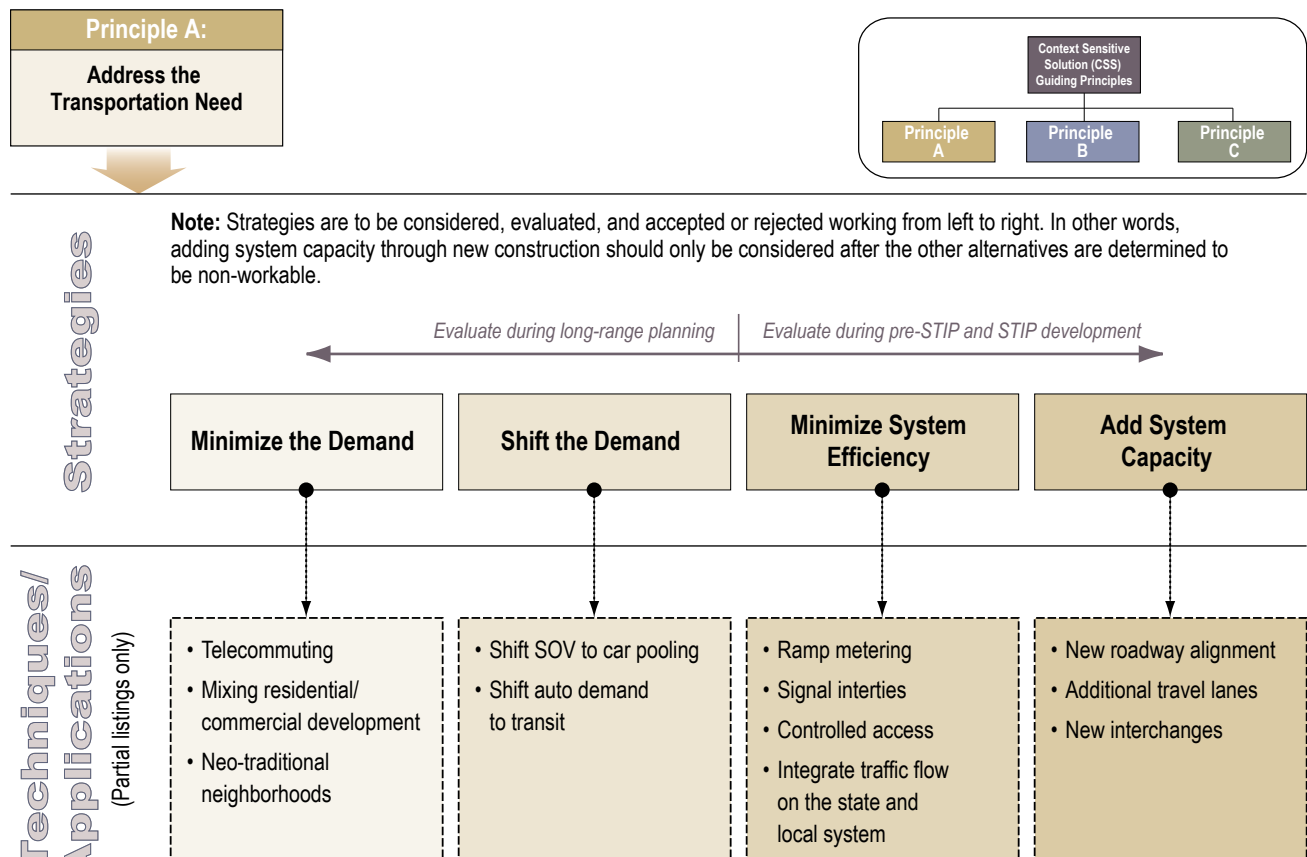 Principle A:
Address the
Transportation Need
Context Sensitive
Solution (CSS)
Guiding Principles
Principle
A
Principle
B
Principle
C
Strategies
Note: Strategies are to be considered, evaluated, and accepted or rejected working from left to right. In other words,
adding system capacity through new construction should only be considered after the other alternatives are determined to
be non-workable.
Evaluate during long-range planning
Evaluate during pre-STIP and STIP development
Minimize the Demand
Shift the Demand
Minimize System
Efficiency
Add System
Capacity
Techniques/
Applications
(Partial listings only)
• Telecommuting
• Mixing residential/
commercial development
• Neo-traditional
neighborhoods
• Shift SOV to car pooling
• Shift auto demand
to transit
• Ramp metering
• Signal interties
• Controlled access
• Integrate traffic flow
on the state and
local system
• New roadway alignment
• Additional travel lanes
• New interchanges